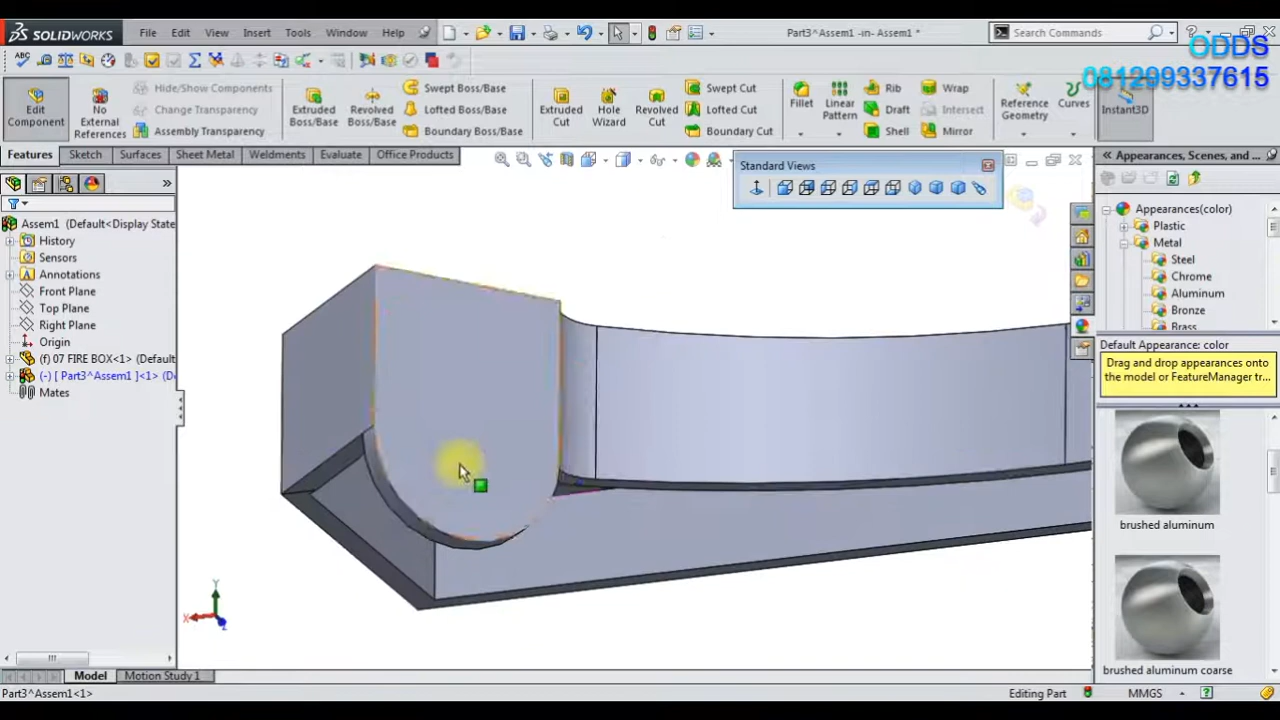 SOLIDWORKS File Edit View Insert Tools Window Help Part3^Assem1 -in- Assem1 * Search Commands
ODDS
081299337615
Edit Component
No External References
Hide/Show Components
Change Transparency
Assembly Transparency
Extruded Boss/Base
Revolved Boss/Base
Swept Boss/Base
Lofted Boss/Base
Boundary Boss/Base
Extruded Cut
Hole Wizard
Revolved Cut
Swept Cut
Lofted Cut
Boundary Cut
Fillet
Linear Pattern
Rib
Draft
Shell
Wrap
Intersect
Mirror
Reference Geometry
Curves
Instant3D
Features Sketch Surfaces Sheet Metal Weldments Evaluate Office Products
Standard Views
Appearances, Scenes, and ...
Assem1 (Default<Display State
History
Sensors
Annotations
Front Plane
Top Plane
Right Plane
Origin
(f) 07 FIRE BOX<1> (Default
(-) [ Part3^Assem1 ]<1> (D
Mates
Appearances(color)
Plastic
Metal
Steel
Chrome
Aluminum
Bronze
Brass
Default Appearance: color
Drag and drop appearances onto
the model or FeatureManager tr...
brushed aluminum
brushed aluminum coarse
Y
X
Z
Model Motion Study 1
Part3^Assem1<1> Editing Part MMGS